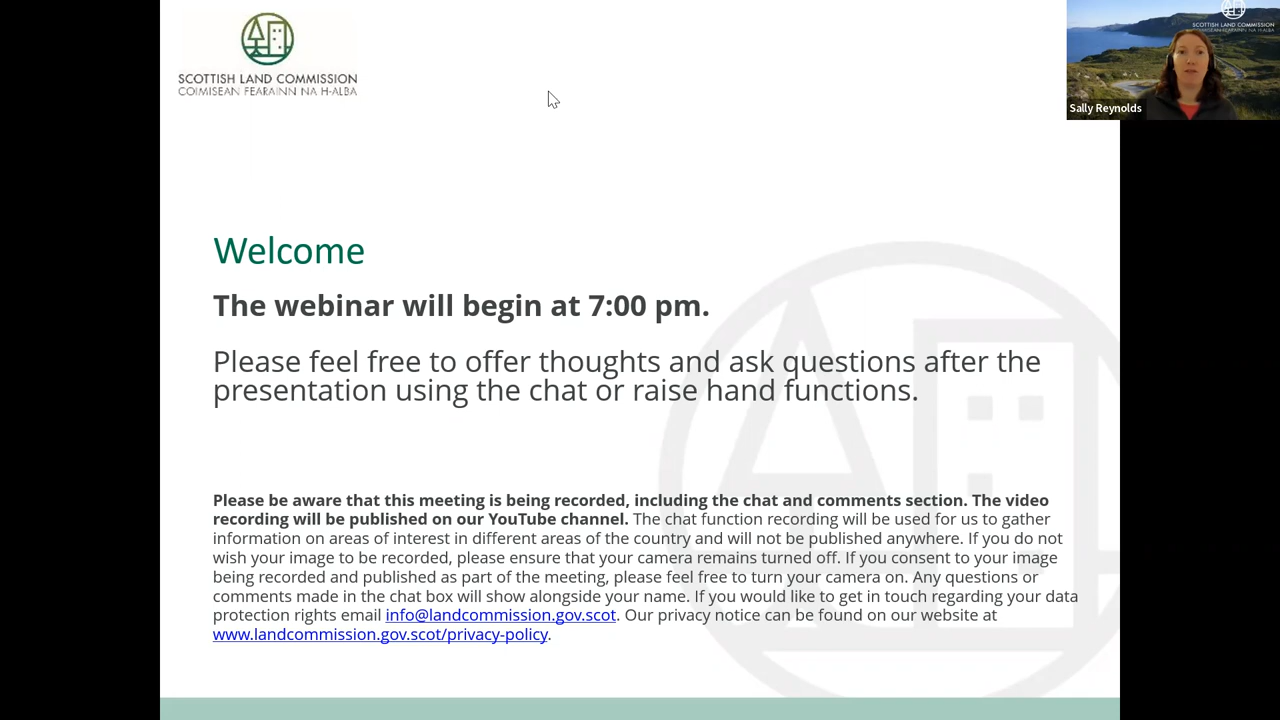 SCOTTISH LAND COMMISSION
COIMISEAN FEARAINN NA H-ALBA
SCOTTISH LAND COMMISSION
COIMISEAN FEARAINN NA H-ALBA
Sally Reynolds
Welcome
The webinar will begin at 7:00 pm.
Please feel free to offer thoughts and ask questions after the
presentation using the chat or raise hand functions.
Please be aware that this meeting is being recorded, including the chat and comments section. The video
recording will be published on our YouTube channel. The chat function recording will be used for us to gather
information on areas of interest in different areas of the country and will not be published anywhere. If you do not
wish your image to be recorded, please ensure that your camera remains turned off. If you consent to your image
being recorded and published as part of the meeting, please feel free to turn your camera on. Any questions or
comments made in the chat box will show alongside your name. If you would like to get in touch regarding your data
protection rights email info@landcommission.gov.scot. Our privacy notice can be found on our website at
www.landcommission.gov.scot/privacy-policy.